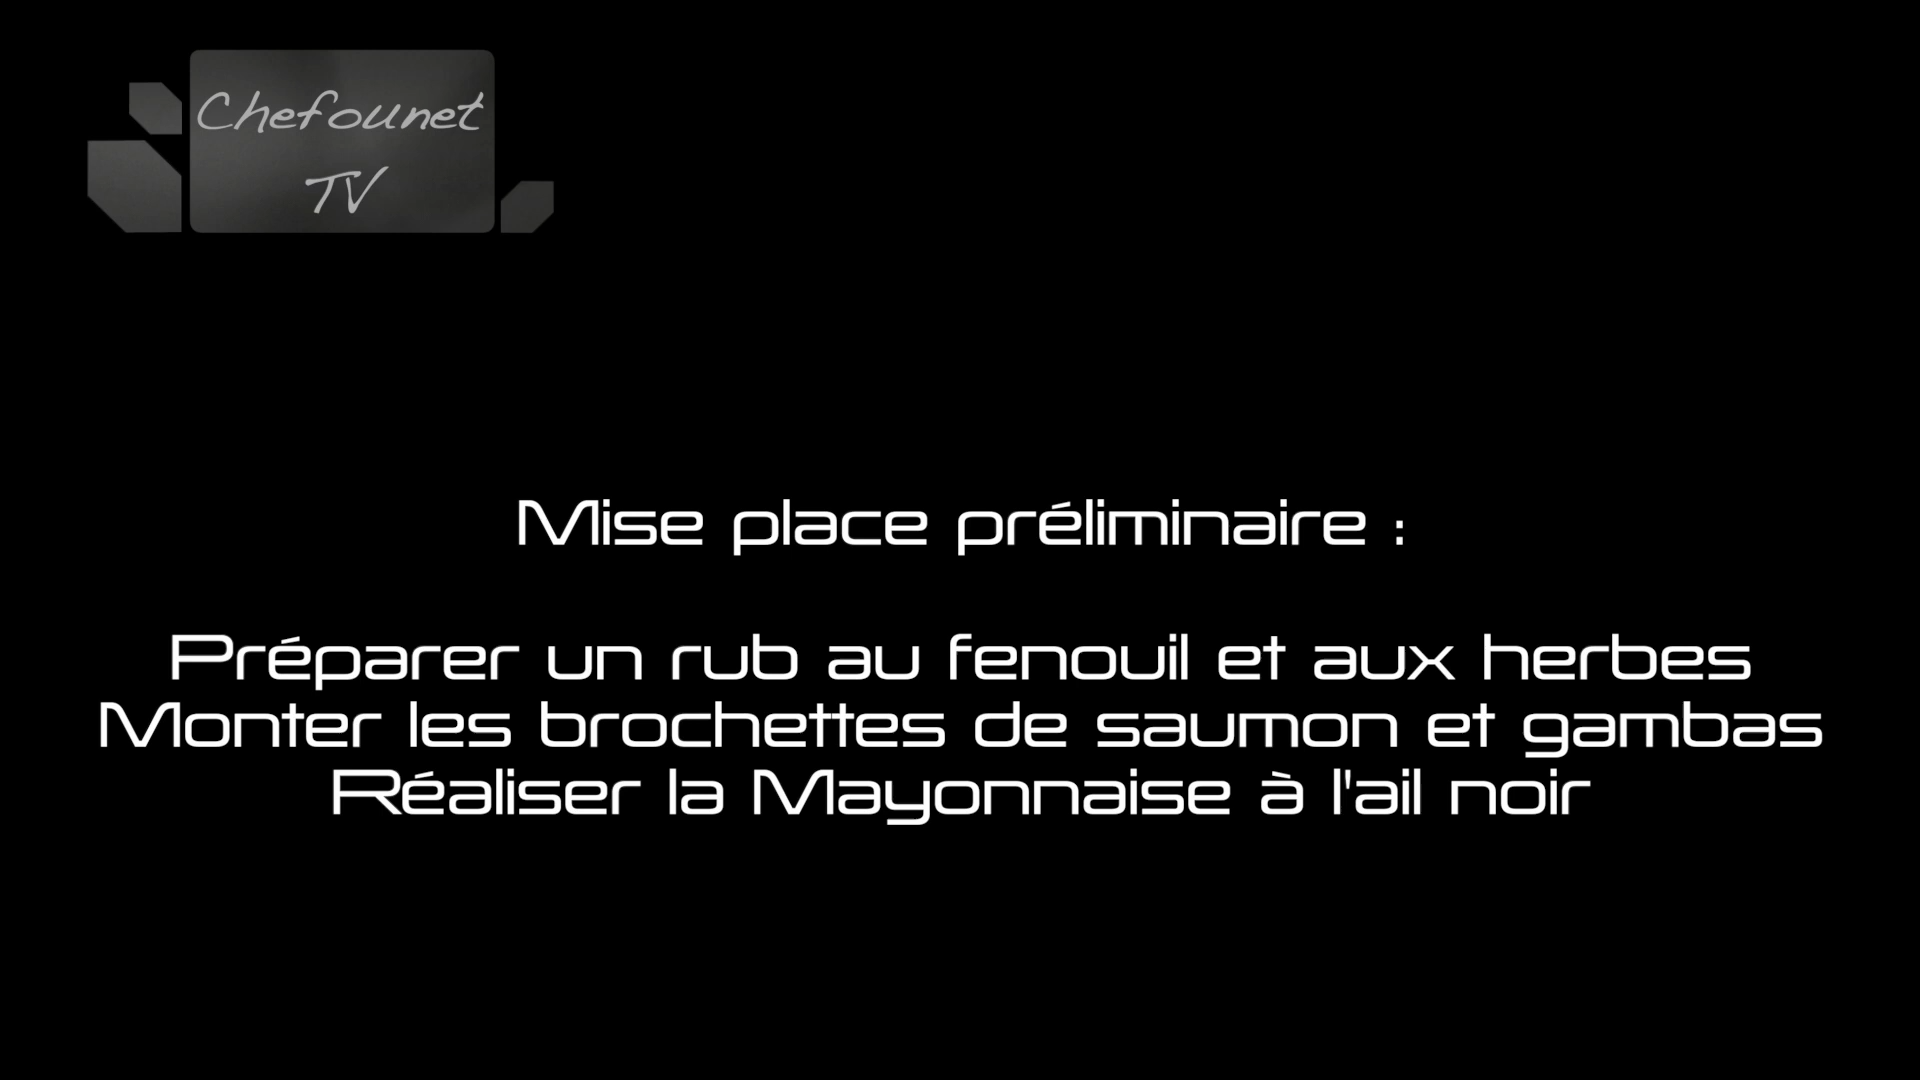 Chefounet
TV
Mise place préliminaire :
Préparer un rub au fenouil et aux herbes
Monter les brochettes de saumon et gambas
Réaliser la Mayonnaise à l'ail noir